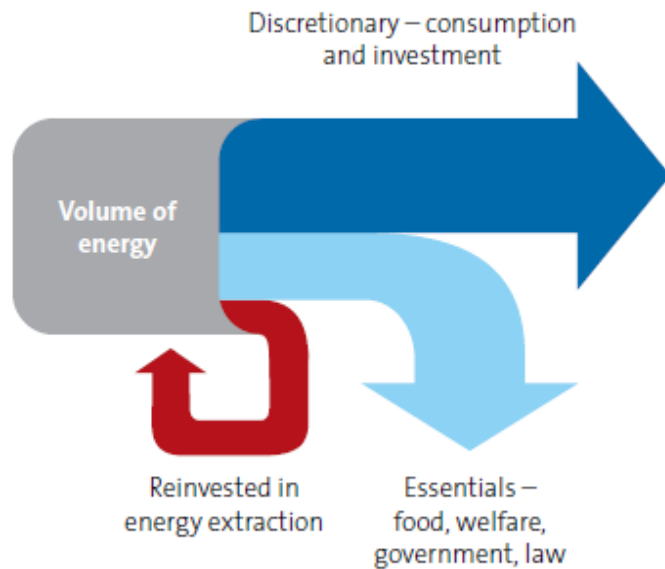 Discretionary – consumption
and investment
Volume of
energy
Reinvested in
energy extraction
Essentials –
food, welfare,
government, law